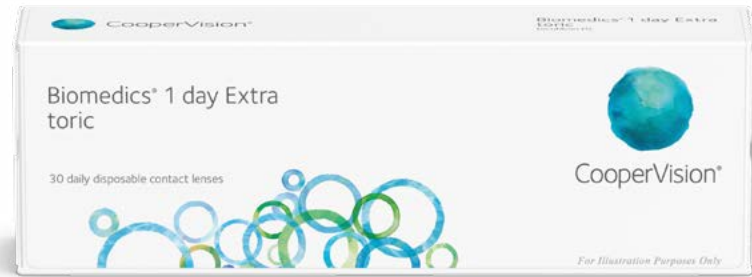 CooperVision®
Biomedics® 1 day Extra
toric
Biomedics® 1 day Extra
toric
30 daily disposable contact lenses
CooperVision®
For Illustration Purposes Only